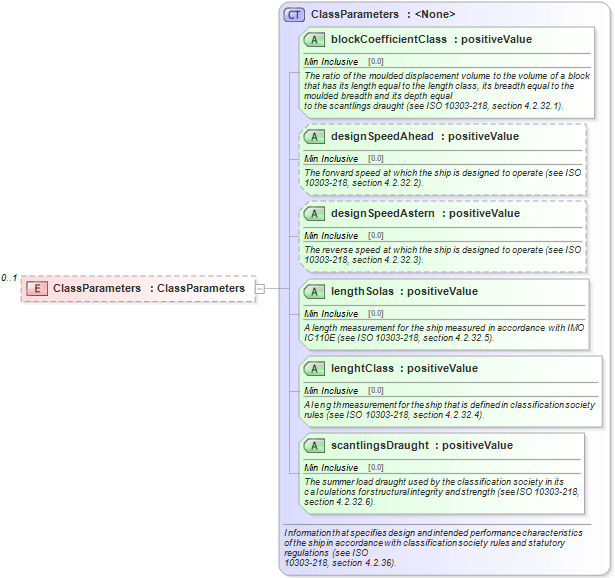 CT ClassParameters : <None>
A blockCoefficientClass : positiveValue
Min Inclusive [0.0]
The ratio of the moulded displacement volume to the volume of a block
that has its length equal to the length class, its breadth equal to the
moulded breadth and its depth equal
to the scantlings draught (see ISO 10303-218, section 4.2.32.1).
A designSpeedAhead : positiveValue
Min Inclusive [0.0]
The forward speed at which the ship is designed to operate (see ISO
10303-218, section 4.2.32.2)
A designSpeedAstern : positiveValue
Min Inclusive [0.0]
The reverse speed at which the ship is designed to operate (see ISO
10303-218, section 4.2.32.3)
0..1
E ClassParameters : ClassParameters
A lengthSolas : positiveValue
Min Inclusive [0.0]
A length measurement for the ship measured in accordance with IMO
IC110E (see ISO 10303-218, section 4.2.32.5).
A lenghtClass : positiveValue
Min Inclusive [0.0]
A length measurement for the ship that is defined in classification society
rules (see ISO 10303-218, section 4.2.32.4).
A scantlingsDraught : positiveValue
Min Inclusive [0.0]
The summer load draught used by the classification society in its
calculations for structural integrity and strength (see ISO 10303-218,
section 4.2.32.6).
Information that specifies design and intended performance characteristics
of the ship in accordance with classification society rules and statutory
regulations (see ISO
10303-218, section 4.2.36).